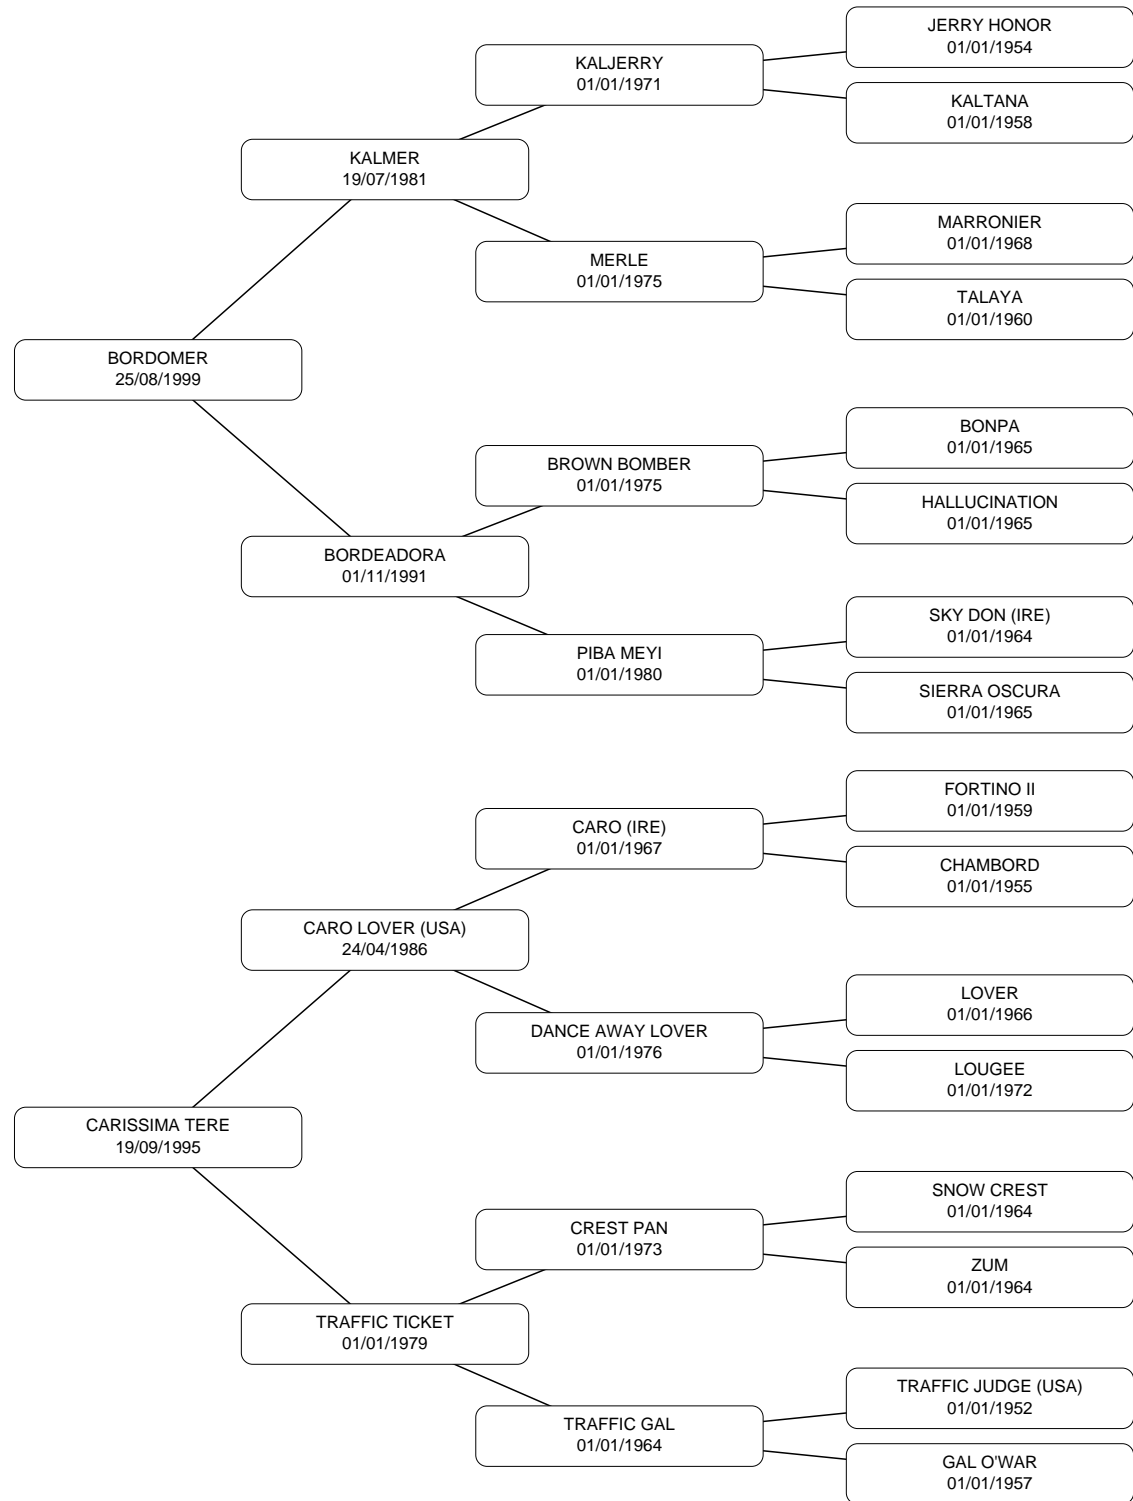 JERRY HONOR
01/01/1954
KALJERRY
01/01/1971
KALTANA
01/01/1958
KALMER
19/07/1981
MARRONIER
01/01/1968
MERLE
01/01/1975
TALAYA
01/01/1960
BORDOMER
25/08/1999
BONPA
01/01/1965
BROWN BOMBER
01/01/1975
HALLUCINATION
01/01/1965
BORDEADORA
01/11/1991
SKY DON (IRE)
01/01/1964
PIBA MEYI
01/01/1980
SIERRA OSCURA
01/01/1965
FORTINO II
01/01/1959
CARO (IRE)
01/01/1967
CHAMBORD
01/01/1955
CARO LOVER (USA)
24/04/1986
LOVER
01/01/1966
DANCE AWAY LOVER
01/01/1976
LOUGEE
01/01/1972
CARISSIMA TERE
19/09/1995
SNOW CREST
01/01/1964
CREST PAN
01/01/1973
ZUM
01/01/1964
TRAFFIC TICKET
01/01/1979
TRAFFIC JUDGE (USA)
01/01/1952
TRAFFIC GAL
01/01/1964
GAL O'WAR
01/01/1957